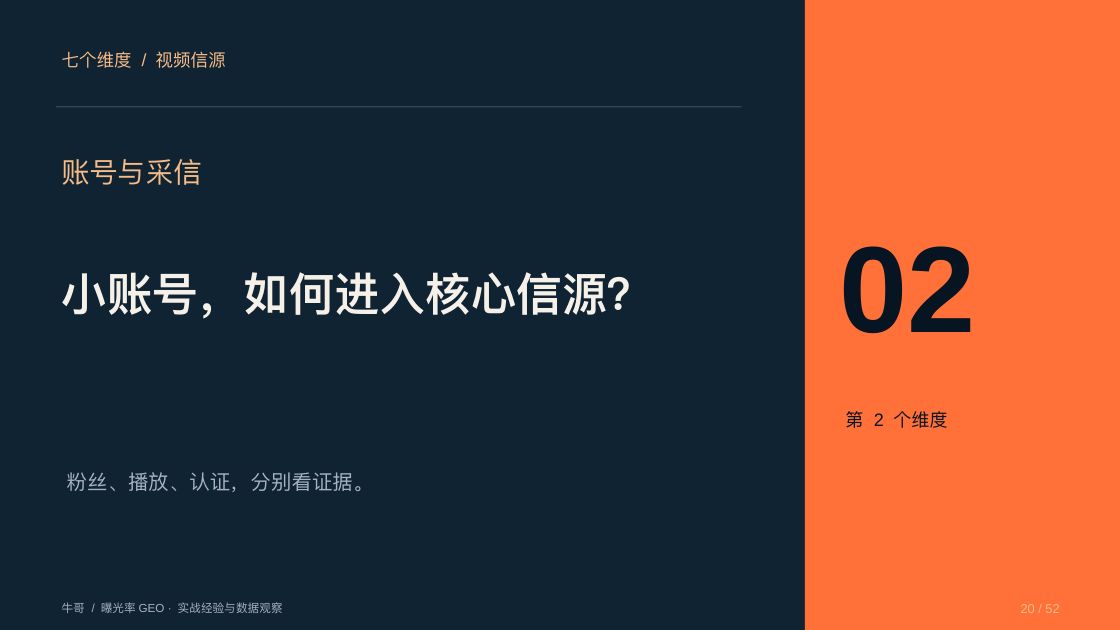 七个维度 / 视频信源
账号与采信
小账号，如何进入核心信源?
02
第 2 个维度
粉丝、播放、认证，分别看证据。
牛哥 / 曝光率 GEO · 实战经验与数据观察
20 / 52